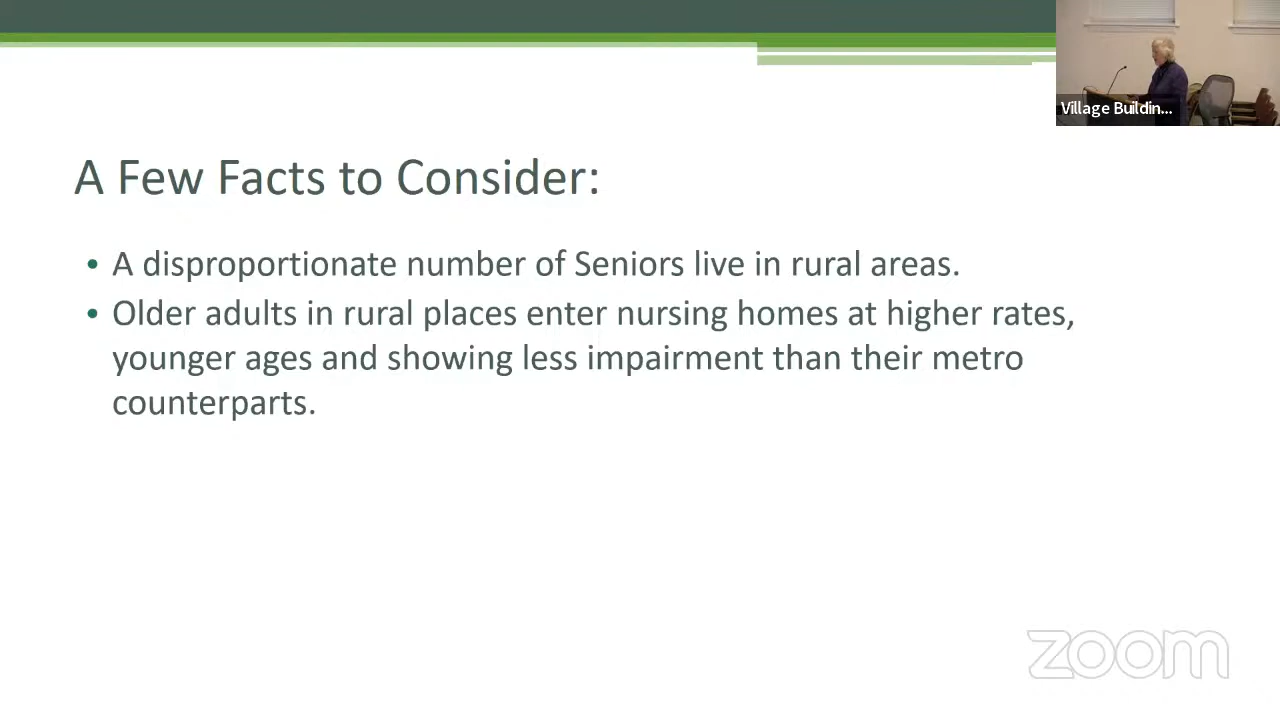 Village Buildin...
A Few Facts to Consider:
• A disproportionate number of Seniors live in rural areas.
• Older adults in rural places enter nursing homes at higher rates,
younger ages and showing less impairment than their metro
counterparts.
zoom